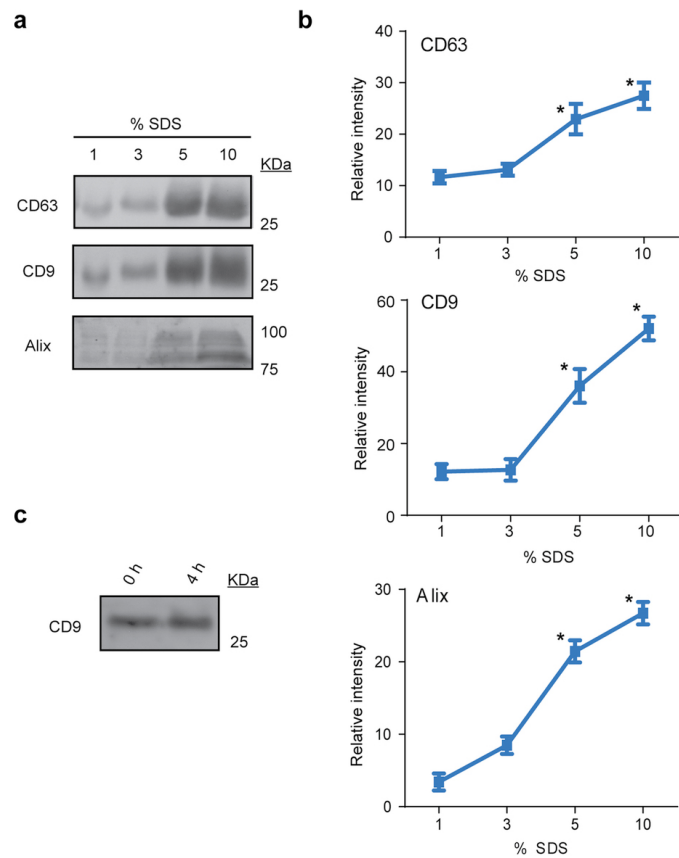 a
% SDS
1 3 5 10 KDa
CD63
25
CD9
25
Alix
100
75
b
CD63
Relative intensity
40
30
20
10
0
1 3 5 10
% SDS
CD9
Relative intensity
60
40
20
0
1 3 5 10
% SDS
Alix
Relative intensity
30
20
10
0
1 3 5 10
% SDS
c
0 h 4 h KDa
CD9
25
* *
* *
* *